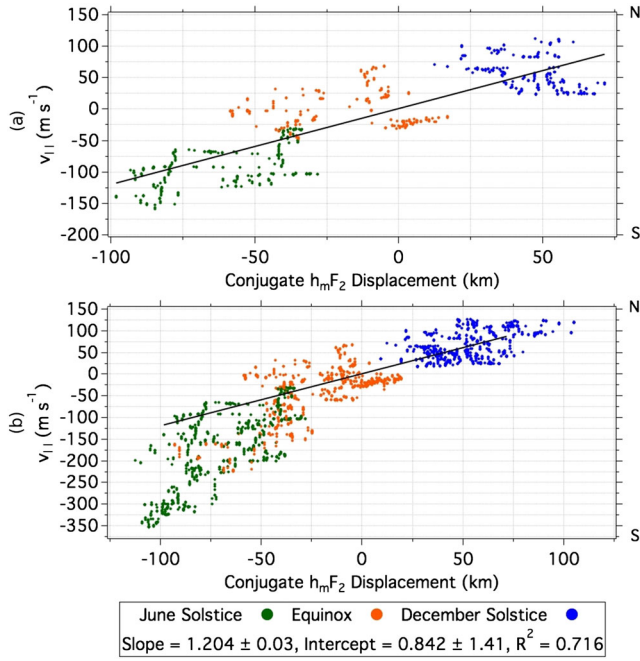 N
150
100
50
0
-50
-100
-150
-200
(a)
v|| (m s⁻¹)
S
-100 -50 0 50
Conjugate hmF2 Displacement (km)
N
150
100
50
0
-50
-100
-150
-200
-250
-300
-350
(b)
v|| (m s⁻¹)
S
-100 -50 0 50 100
Conjugate hmF2 Displacement (km)
June Solstice Equinox December Solstice
Slope = 1.204 ± 0.03, Intercept = 0.842 ± 1.41, R² = 0.716